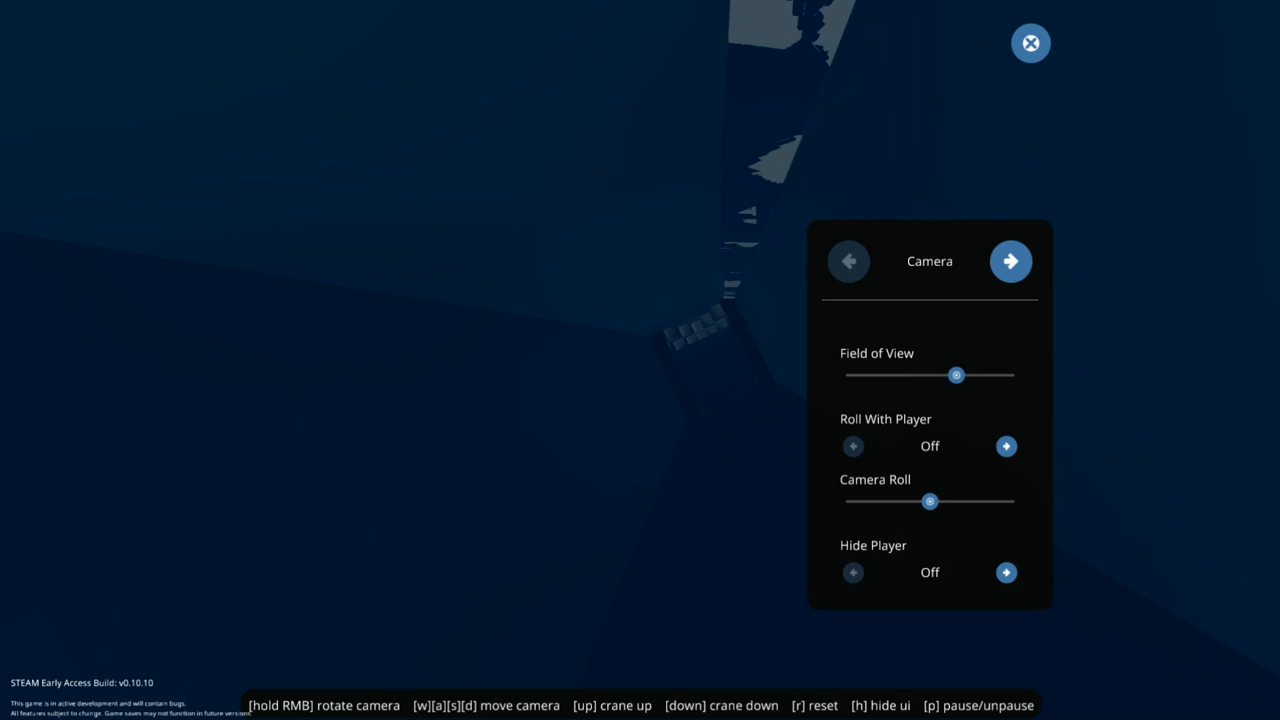 Camera
Field of View
Roll With Player
Off
Camera Roll
Hide Player
Off
STEAM Early Access Build: v0.10.10
This game is in active development and will contain bugs.
All features subject to change. Game saves may not function in future versions
[hold RMB] rotate camera [w][a][s][d] move camera [up] crane up [down] crane down [r] reset [h] hide ui [p] pause/unpause